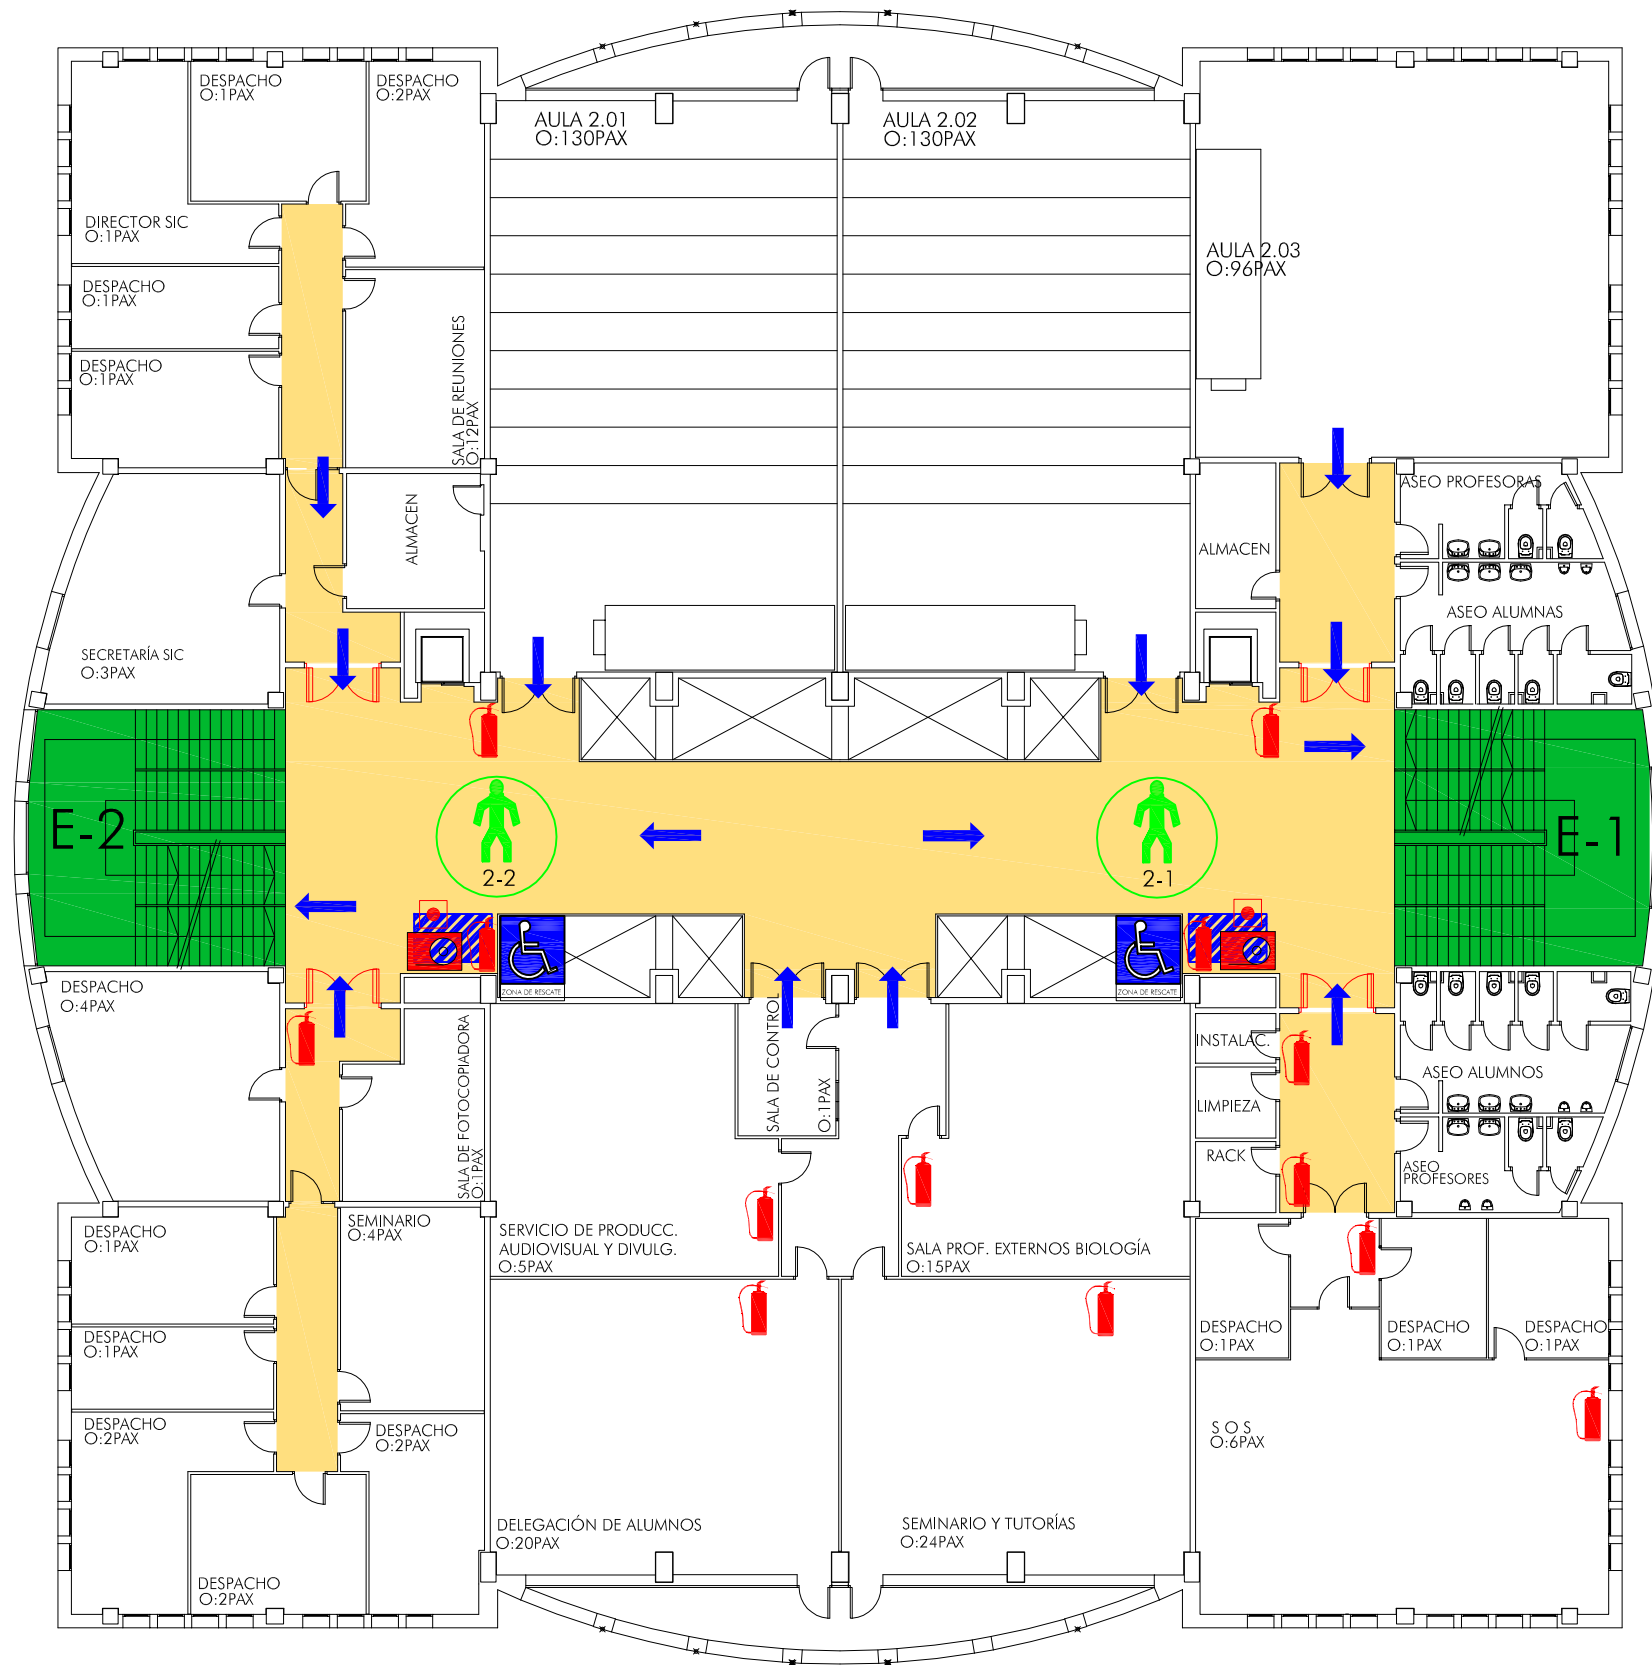 DESPACHO
O:1PAX
DESPACHO
O:2PAX
AULA 2.01
O:130PAX
AULA 2.02
O:130PAX
DIRECTOR SIC
O:1PAX
AULA 2.03
O:96PAX
DESPACHO
O:1PAX
DESPACHO
O:1PAX
SALA DE REUNIONES
O:12PAX
ALMACEN
ASEO PROFESORAS
ALMACEN
ASEO ALUMNAS
SECRETARÍA SIC
O:3PAX
E-2
2-2
2-1
E-1
ZONA DE RESCATE
ZONA DE RESCATE
DESPACHO
O:4PAX
SALA DE FOTOCOPIADORA
O:1PAX
SALA DE CONTROL
O:1PAX
INSTALAC.
LIMPIEZA
RACK
ASEO ALUMNOS
ASEO
PROFESORES
DESPACHO
O:1PAX
SEMINARIO
O:4PAX
SERVICIO DE PRODUCC.
AUDIOVISUAL Y DIVULG.
O:5PAX
SALA PROF. EXTERNOS BIOLOGÍA
O:15PAX
DESPACHO
O:1PAX
DESPACHO
O:1PAX
DESPACHO
O:1PAX
DESPACHO
O:1PAX
DESPACHO
O:2PAX
DESPACHO
O:2PAX
S O S
O:6PAX
DELEGACIÓN DE ALUMNOS
O:20PAX
SEMINARIO Y TUTORÍAS
O:24PAX
DESPACHO
O:2PAX